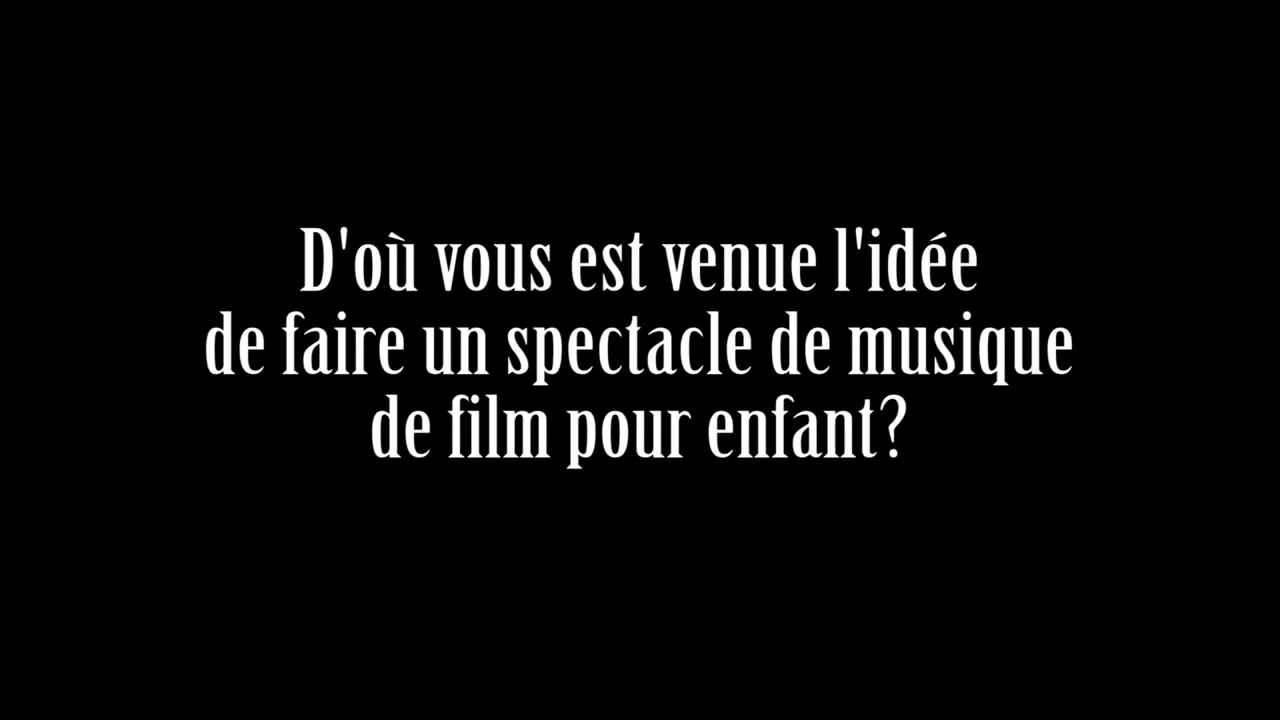 D'où vous est venue l'idée
de faire un spectacle de musique
de film pour enfant?